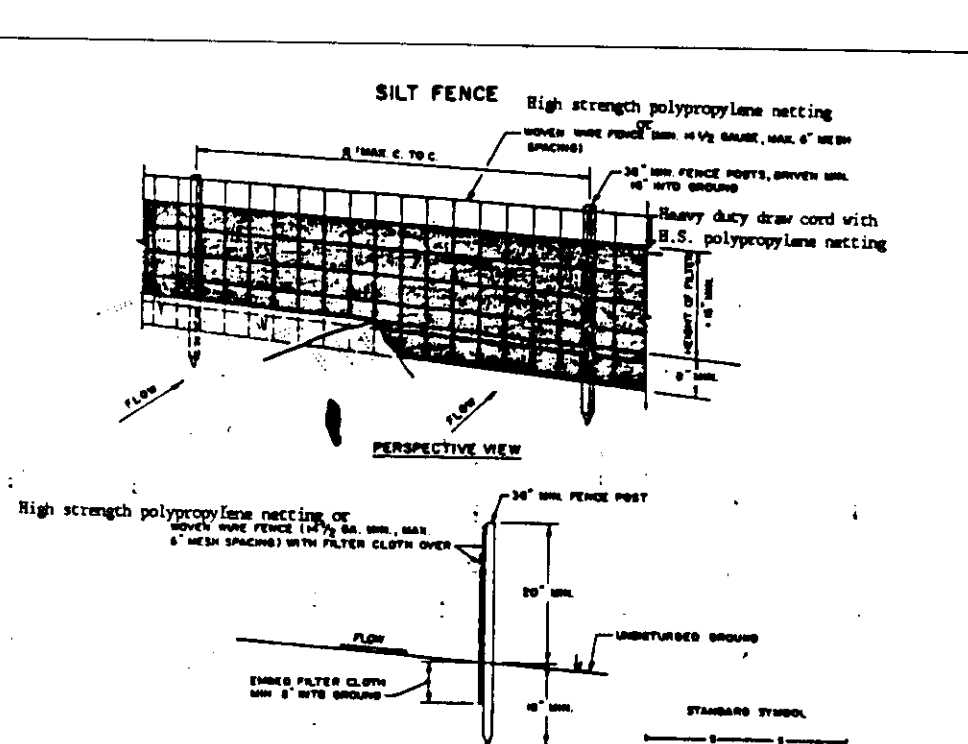 SILT FENCE
High strength polypropylene netting
or
WOVEN WIRE FENCE (MIN. 14 1/2 GAUGE, MAX. 6" MESH
SPACING)
8' MAX. C. TO C.
36" MIN. FENCE POSTS, DRIVEN MIN.
16" INTO GROUND
Heavy duty draw cord with
H.S. polypropylene netting
HEIGHT OF FILTER
16" MIN.
8" MIN.
FLOW
FLOW
PERSPECTIVE VIEW
36" MIN. FENCE POST
High strength polypropylene netting or
WOVEN WIRE FENCE (14 1/2 GA. MIN., MAX.
6" MESH SPACING) WITH FILTER CLOTH OVER
20" MIN.
FLOW
UNDISTURBED GROUND
EMBED FILTER CLOTH
MIN 8" INTO GROUND
16" MIN.
STANDARD SYMBOL
S S